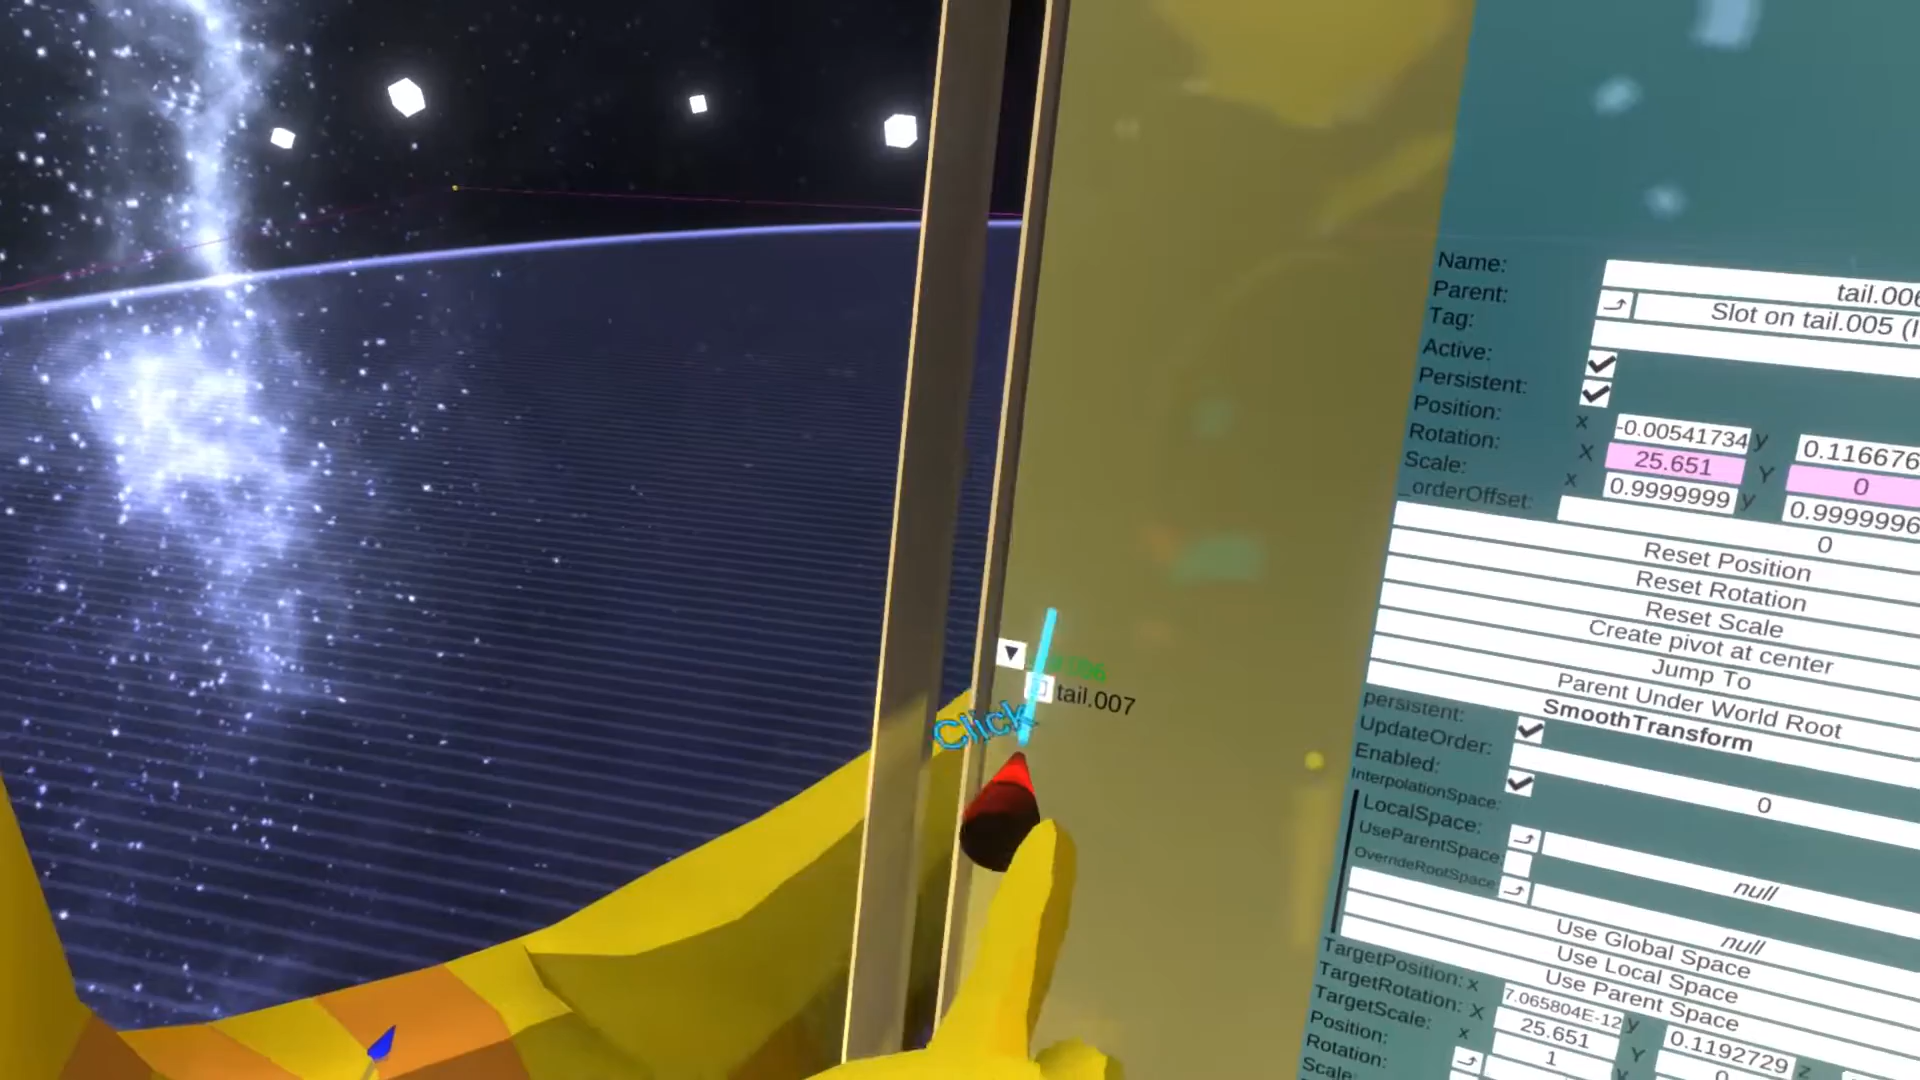 Name:
tail.006
Parent:
Slot on tail.005 (I
Tag:
Active:
Persistent:
Position:
x
-0.00541734
y
0.116676
Rotation:
X
25.651
Y
0
Scale:
x
0.9999999
y
0.9999996
_orderOffset:
0
Reset Position
Reset Rotation
Reset Scale
Create pivot at center
Jump To
Parent Under World Root
SmoothTransform
persistent:
UpdateOrder:
0
Enabled:
InterpolationSpace:
LocalSpace:
null
UseParentSpace:
OverrideRootSpace:
null
Use Global Space
Use Local Space
Use Parent Space
TargetPosition:
x
7.065804E-12
y
0.1192729
z
TargetRotation:
X
25.651
Y
0
TargetScale:
x
1
y
Position:
Rotation:
Scale:
tail.007
Click